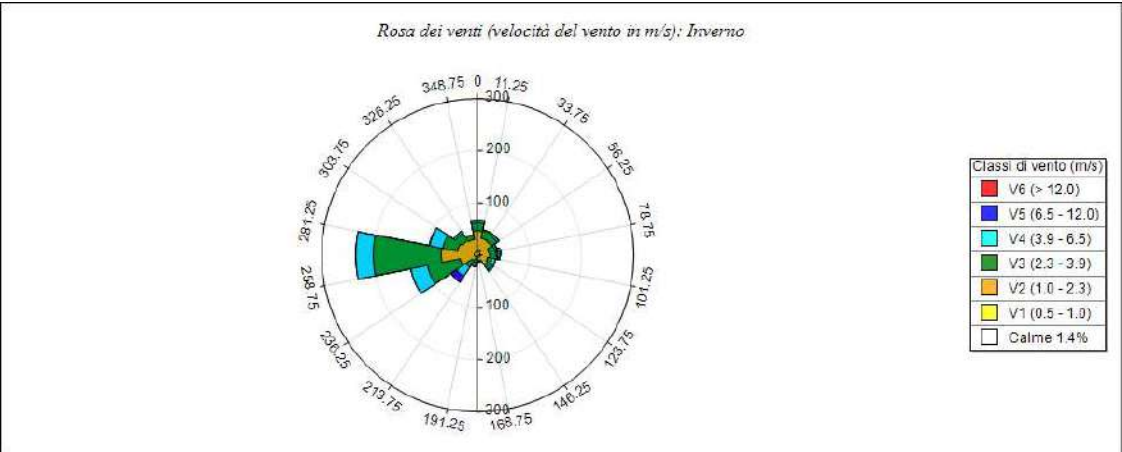 Rosa dei venti (velocità del vento in m/s): Inverno
348.75 0 11.25
326.25 300 33.75
303.75 200 56.25
281.25 100 78.75
258.75 100 101.25
236.25 200 123.75
213.75 300 146.25
191.25 168.75
Classi di vento (m/s)
V6 (> 12.0)
V5 (6.5 - 12.0)
V4 (3.9 - 6.5)
V3 (2.3 - 3.9)
V2 (1.0 - 2.3)
V1 (0.5 - 1.0)
Calme 1.4%